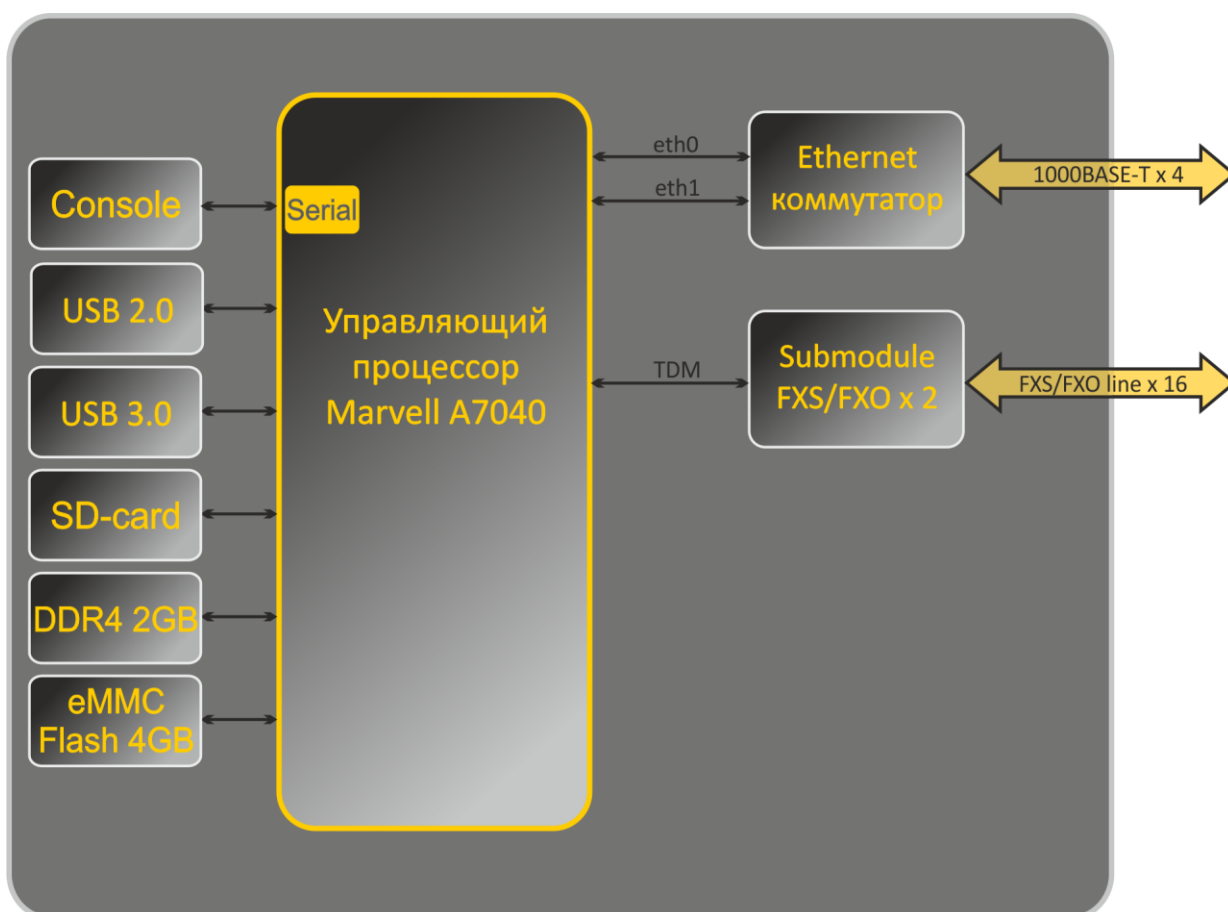 Console
USB 2.0
USB 3.0
SD-card
DDR4 2GB
eMMC
Flash 4GB
Serial
Управляющий
процессор
Marvell A7040
eth0
eth1
TDM
Ethernet
коммутатор
Submodule
FXS/FXO x 2
1000BASE-T x 4
FXS/FXO line x 16